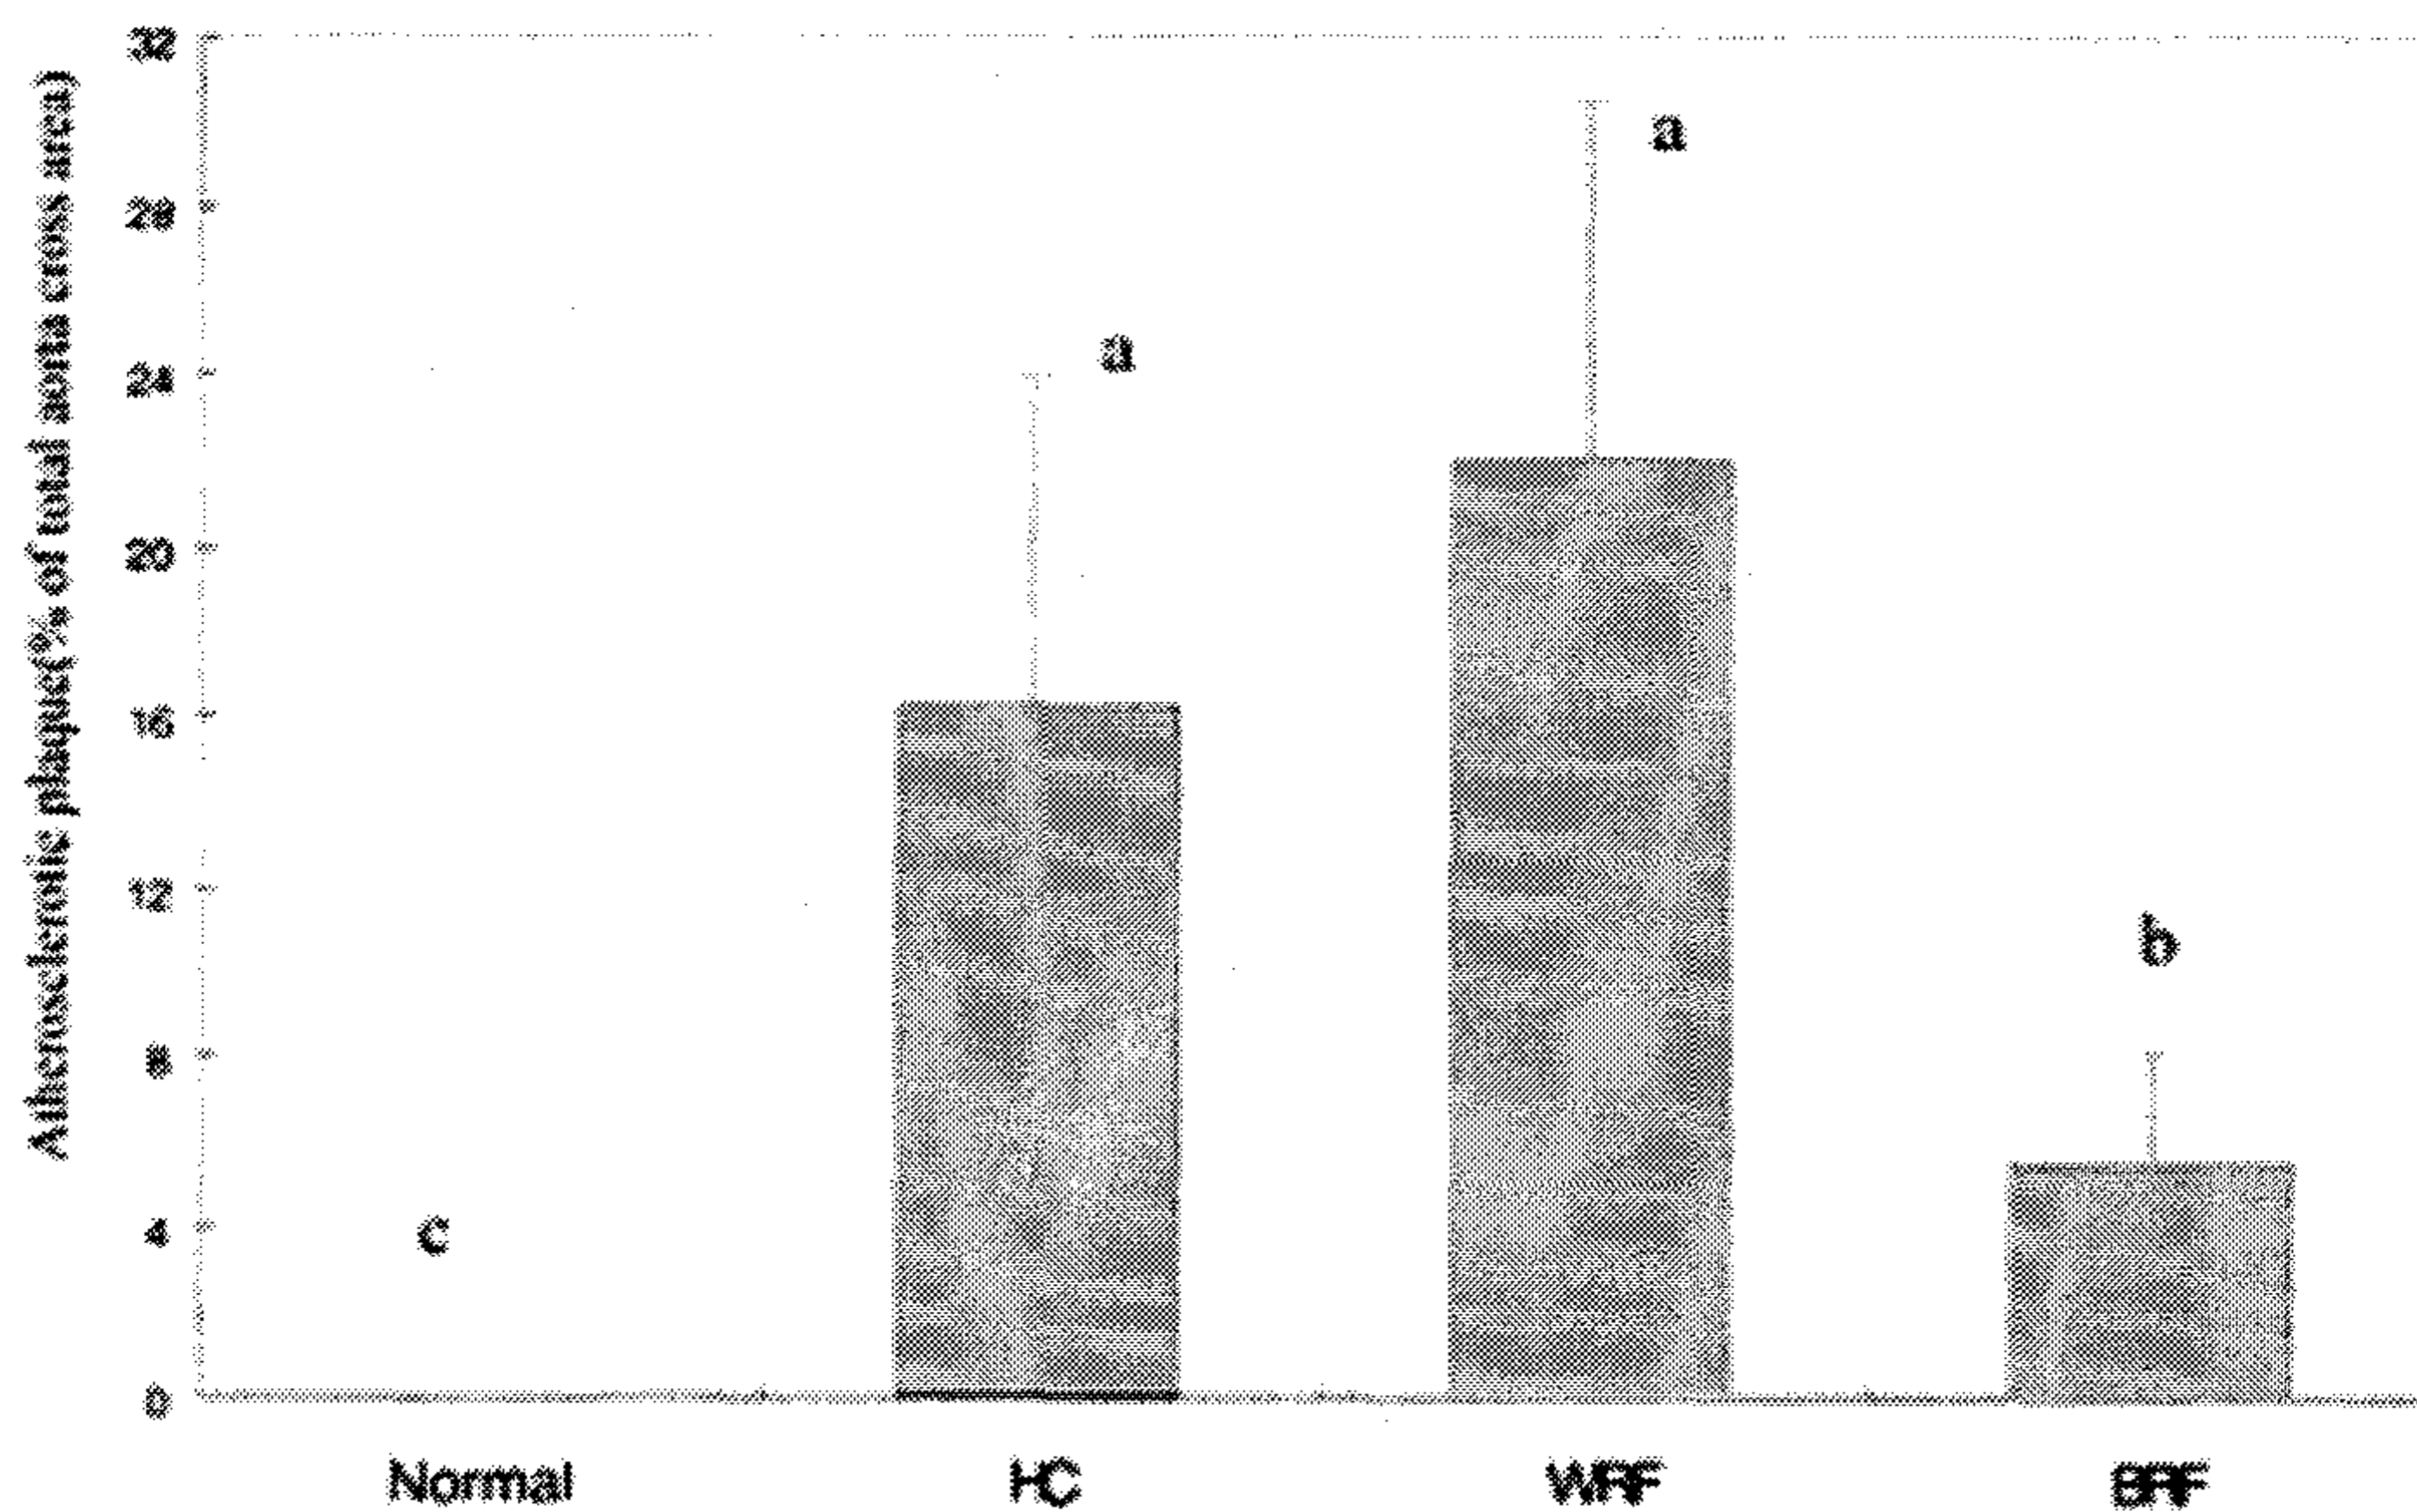 Atherosclerotic plaque(% of total aorta cross area)
32
28
24
20
16
12
8
4
0
a
a
b
c
Normal
HC
WRF
BRF